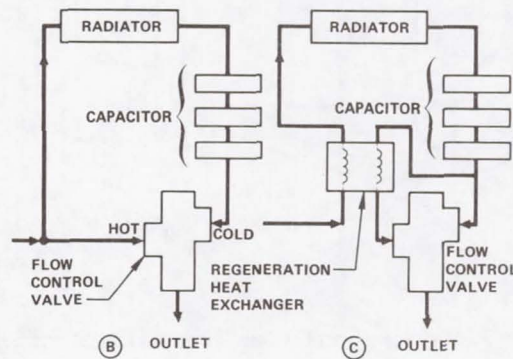 RADIATOR
CAPACITOR
HOT
COLD
FLOW
CONTROL
VALVE
OUTLET
B
RADIATOR
CAPACITOR
REGENERATION
HEAT
EXCHANGER
FLOW
CONTROL
VALVE
OUTLET
C